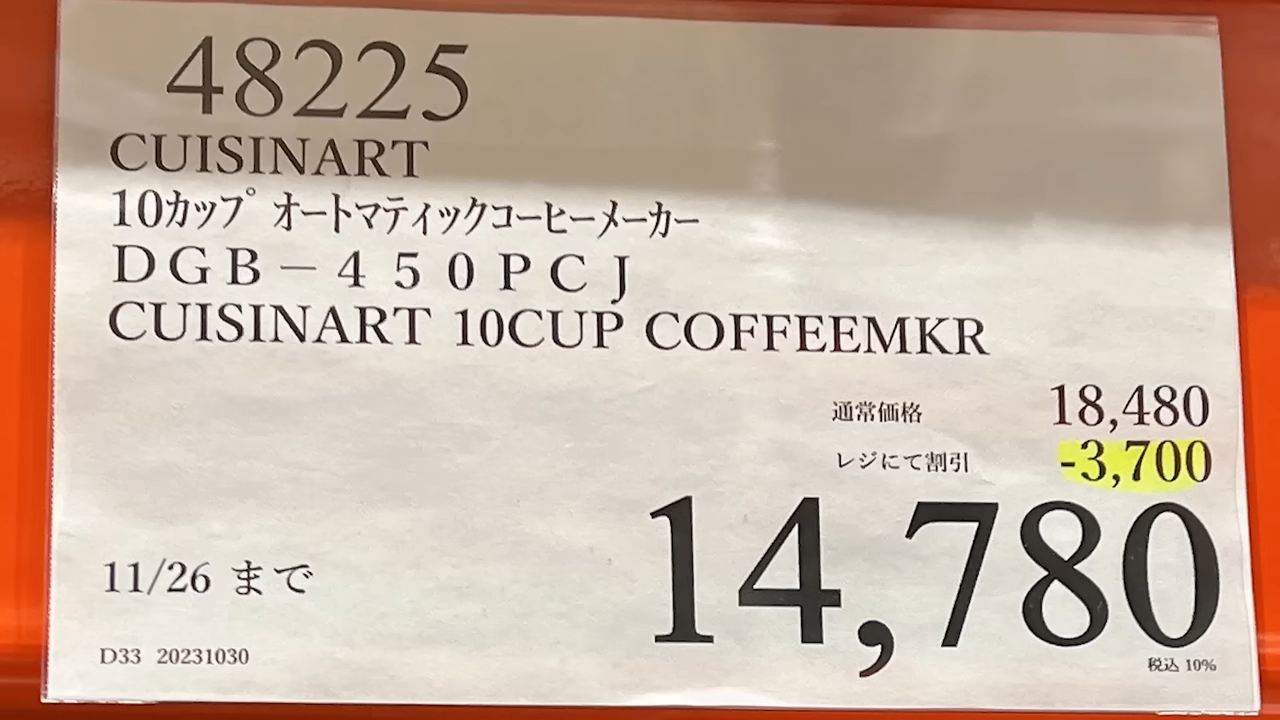 48225
CUISINART
10カップ オートマティックコーヒーメーカー
DGB－450PCJ
CUISINART 10CUP COFFEEMKR
通常価格 18,480
レジにて割引 -3,700
14,780
11/26 まで
税込 10%
D33 20231030